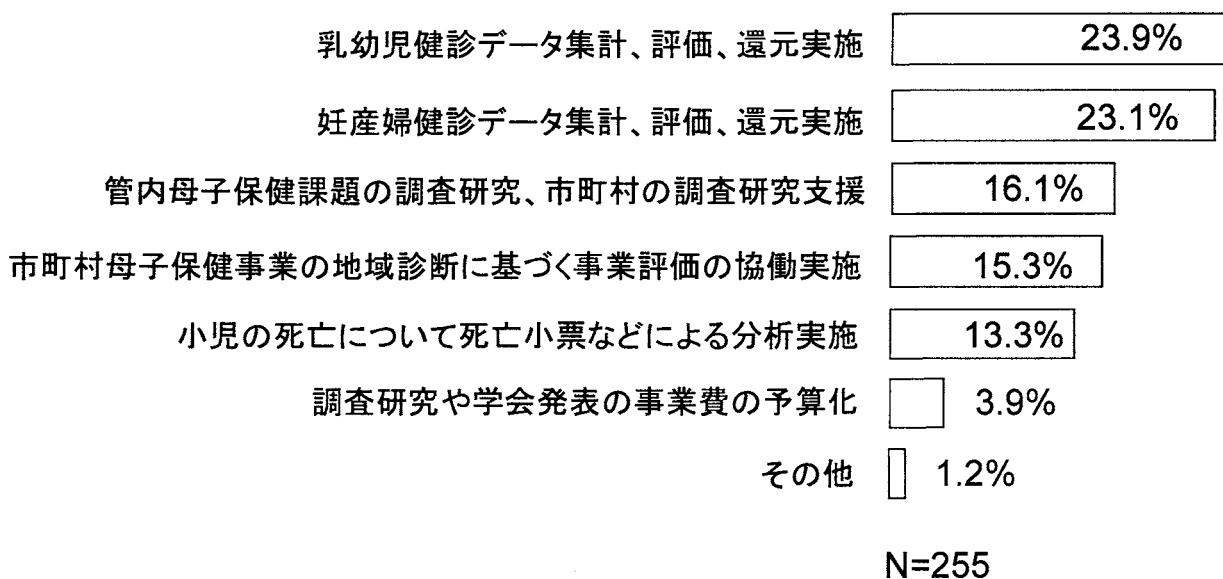 乳幼児健診データ集計、評価、還元実施 23.9%
妊産婦健診データ集計、評価、還元実施 23.1%
管内母子保健課題の調査研究、市町村の調査研究支援 16.1%
市町村母子保健事業の地域診断に基づく事業評価の協働実施 15.3%
小児の死亡について死亡小票などによる分析実施 13.3%
調査研究や学会発表の事業費の予算化 3.9%
その他 1.2%
N=255